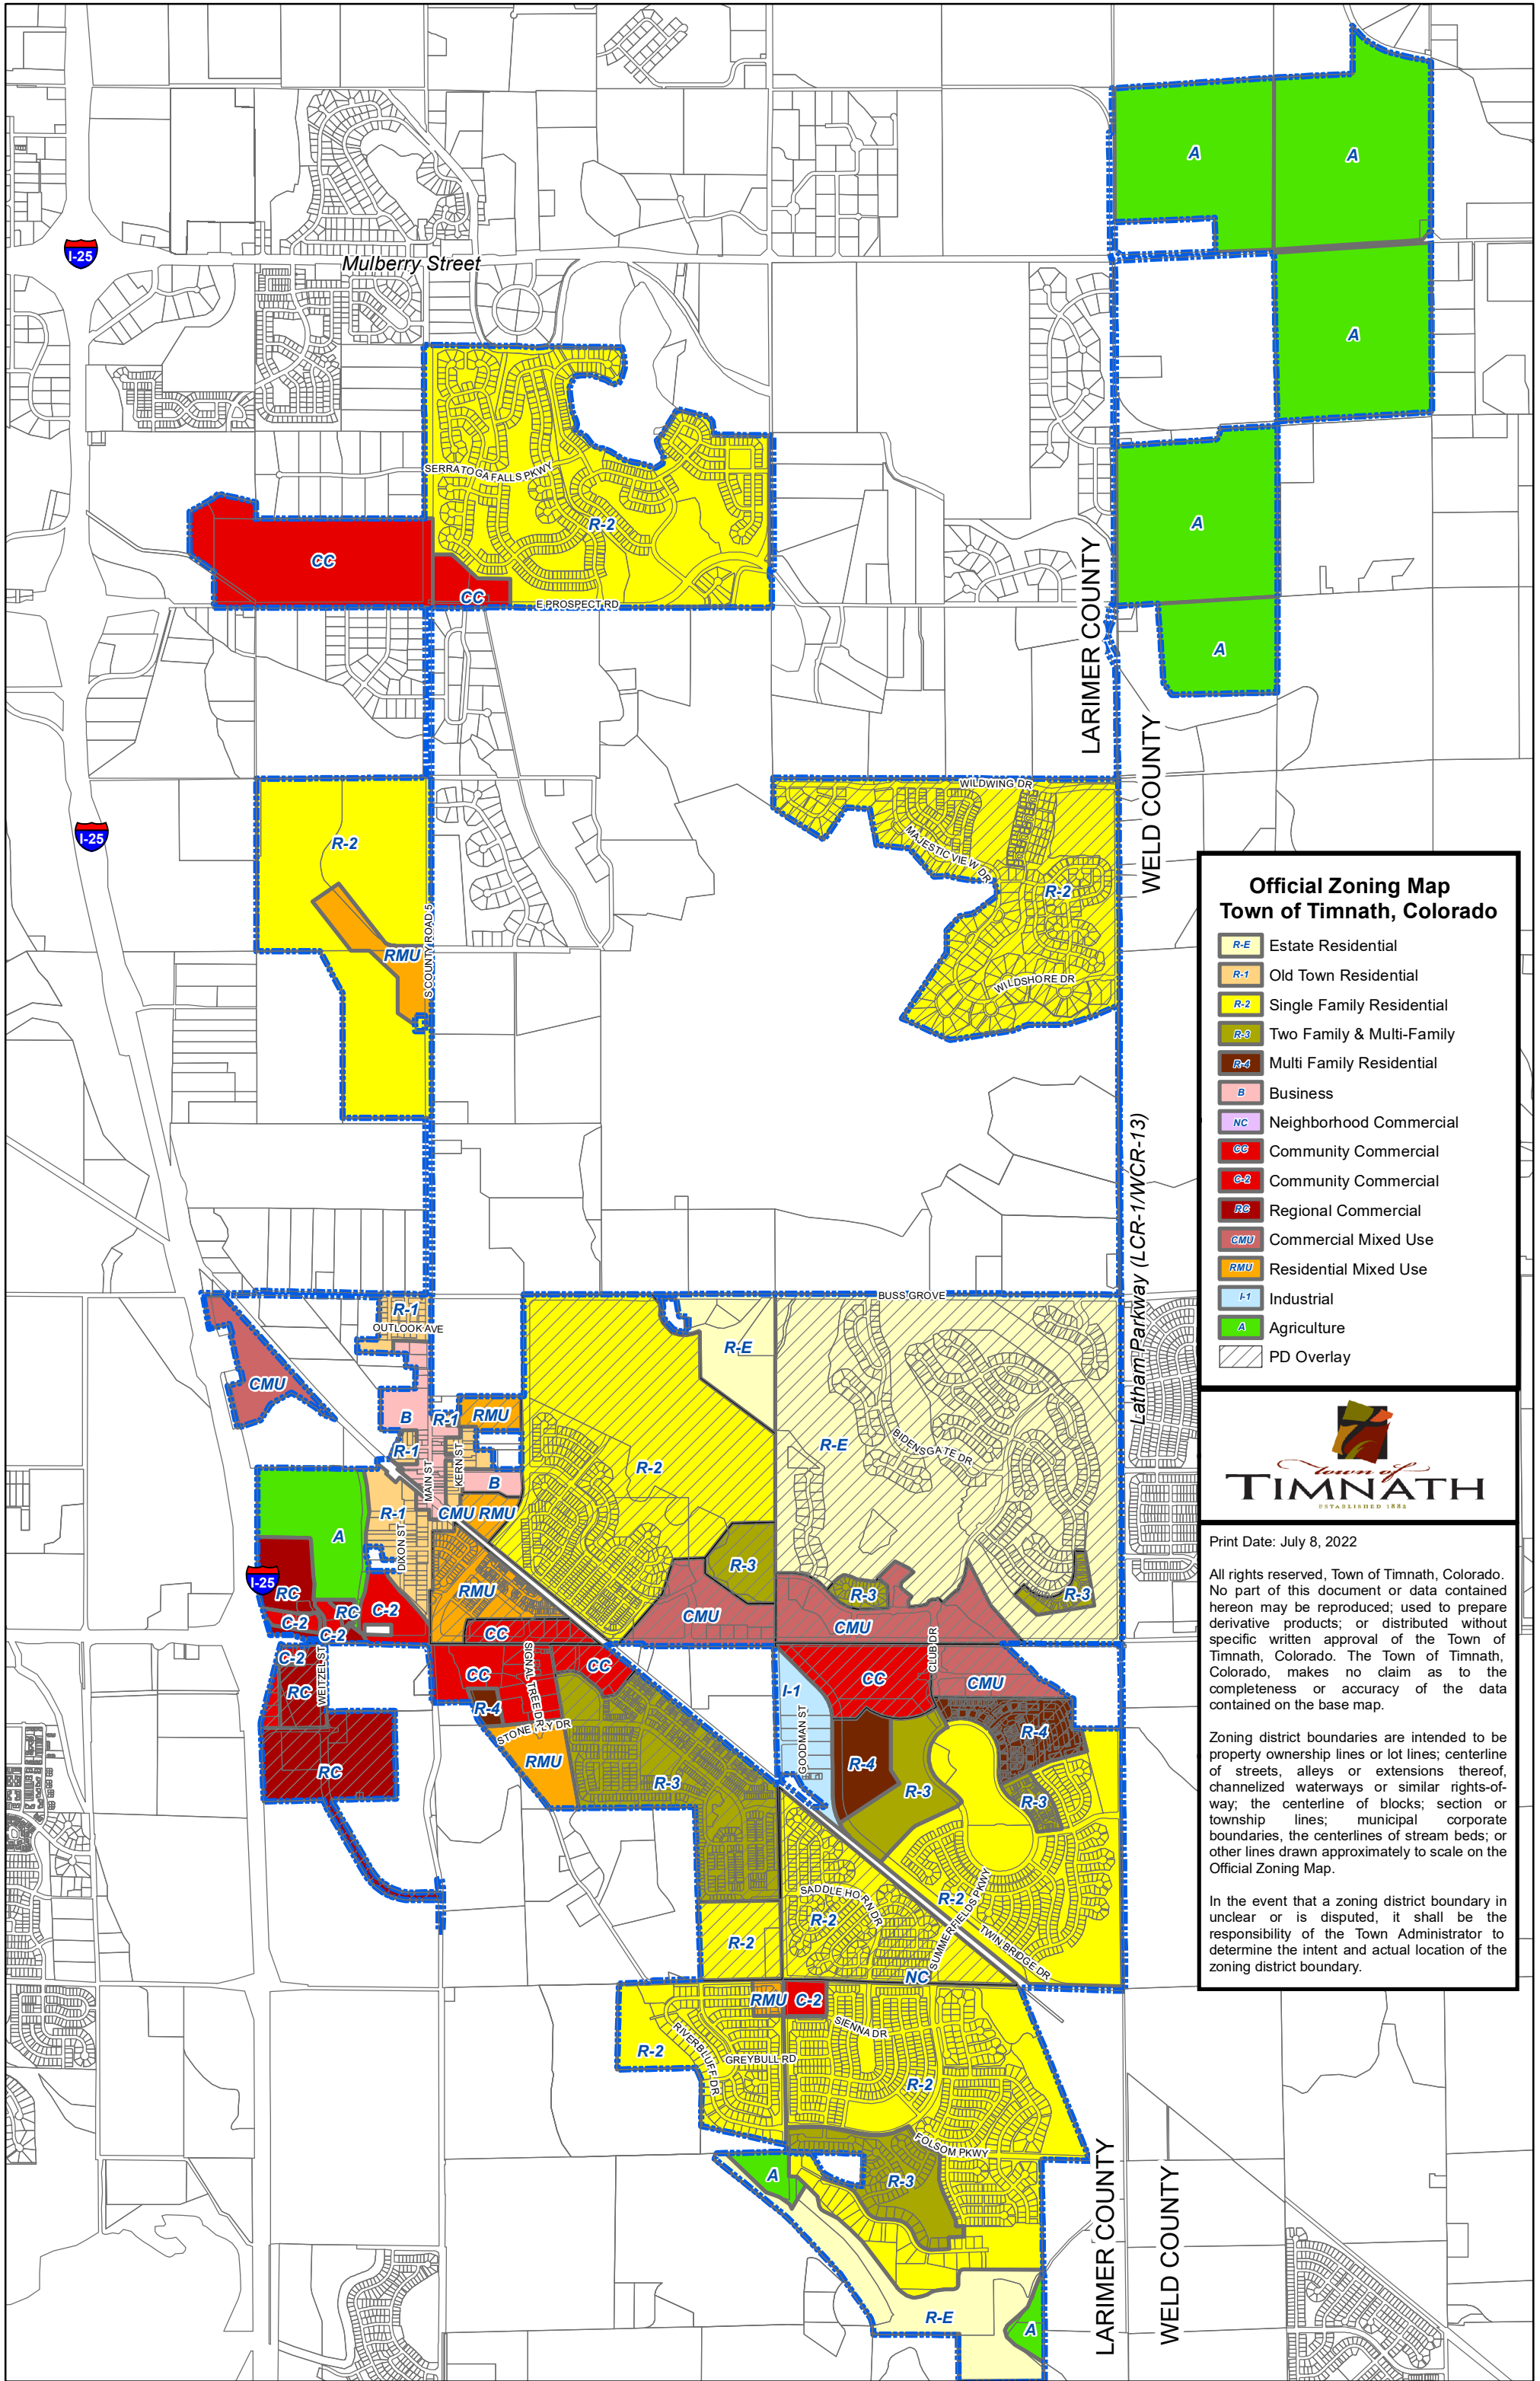 A
A
I-25
Mulberry Street
A
SERRATOGA FALLS PKWY
R-2
A
CC
CC
E PROSPECT RD
LARIMER COUNTY
A
WELD COUNTY
WILDWING DR
I-25
R-2
MAJESTIC VIEW DR
R-2
RMU
S COUNTY ROAD 5
WILDSHORE DR
Official Zoning Map
Town of Timnath, Colorado
R-E Estate Residential
R-1 Old Town Residential
R-2 Single Family Residential
R-3 Two Family & Multi-Family
R-4 Multi Family Residential
B Business
NC Neighborhood Commercial
CC Community Commercial
C-2 Community Commercial
RC Regional Commercial
CMU Commercial Mixed Use
RMU Residential Mixed Use
I-1 Industrial
A Agriculture
PD Overlay
Latham Parkway (LCR-1/WCR-13)
BUSS GROVE
R-1
OUTLOOK AVE
R-E
CMU
B
R-1
RMU
R-1
KERN ST
MAIN ST
B
R-2
R-E
BIDENSGATE DR
R-1
CMU
RMU
DIXON ST
A
I-25
RC
RC
C-2
C-2
C-2
RMU
R-3
R-3
R-3
CMU
CMU
CC
CLUB DR
C-2
WEITZEL ST
RC
RC
CC
CC
SIGNAL TREE DR
R-4
STONE FLY DR
RMU
R-3
I-1
GOODMAN ST
CC
CMU
R-4
R-4
R-3
R-3
SADDLE HORN DR
R-2
R-2
R-2
SUMMERFIELDS PKWY
TWIN BRIDGE DR
NC
RMU
C-2
SIENNA DR
R-2
RIVERBLUFF DR
GREYBULL RD
R-2
FOLSOM PKWY
A
R-3
LARIMER COUNTY
WELD COUNTY
R-E
A
town of
TIMNATH
ESTABLISHED 1882
Print Date: July 8, 2022
All rights reserved, Town of Timnath, Colorado.
No part of this document or data contained
hereon may be reproduced; used to prepare
derivative products; or distributed without
specific written approval of the Town of
Timnath, Colorado. The Town of Timnath,
Colorado, makes no claim as to the
completeness or accuracy of the data
contained on the base map.
Zoning district boundaries are intended to be
property ownership lines or lot lines; centerline
of streets, alleys or extensions thereof,
channelized waterways or similar rights-of-
way; the centerline of blocks; section or
township lines; municipal corporate
boundaries, the centerlines of stream beds; or
other lines drawn approximately to scale on the
Official Zoning Map.
In the event that a zoning district boundary in
unclear or is disputed, it shall be the
responsibility of the Town Administrator to
determine the intent and actual location of the
zoning district boundary.